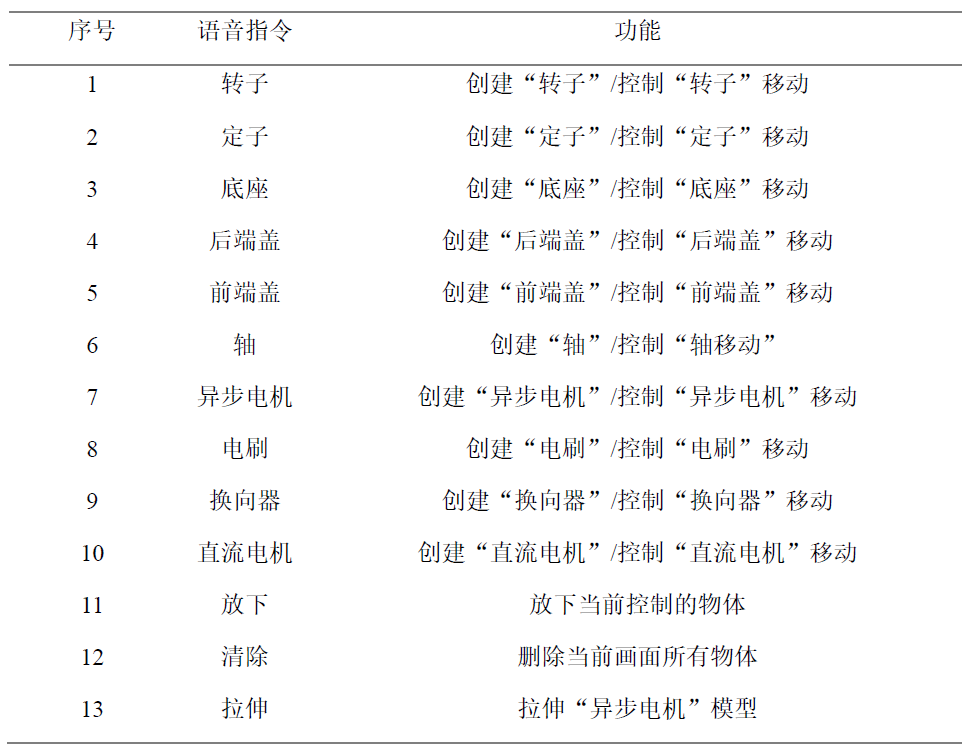 序号 语音指令 功能
1 转子 创建“转子”/控制“转子”移动
2 定子 创建“定子”/控制“定子”移动
3 底座 创建“底座”/控制“底座”移动
4 后端盖 创建“后端盖”/控制“后端盖”移动
5 前端盖 创建“前端盖”/控制“前端盖”移动
6 轴 创建“轴”/控制“轴移动”
7 异步电机 创建“异步电机”/控制“异步电机”移动
8 电刷 创建“电刷”/控制“电刷”移动
9 换向器 创建“换向器”/控制“换向器”移动
10 直流电机 创建“直流电机”/控制“直流电机”移动
11 放下 放下当前控制的物体
12 清除 删除当前画面所有物体
13 拉伸 拉伸“异步电机”模型